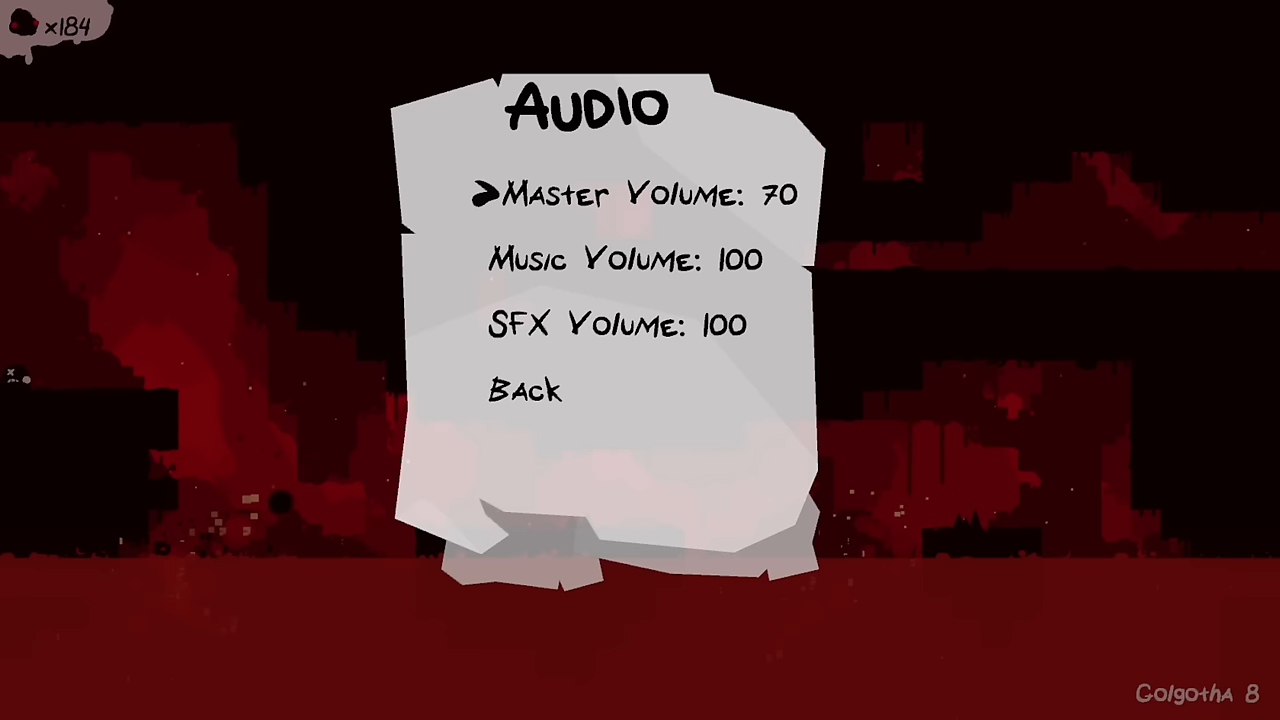 x184
Audio
Master Volume: 70
Music Volume: 100
SFX Volume: 100
Back
Golgotha 8